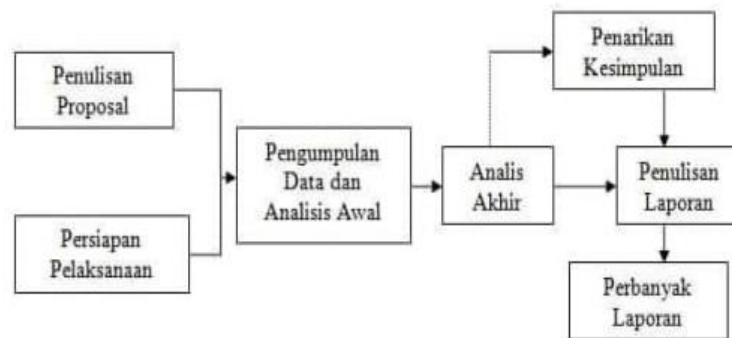 Penulisan
Proposal
Persiapan
Pelaksanaan
Pengumpulan
Data dan
Analisis Awal
Analis
Akhir
Penarikan
Kesimpulan
Penulisan
Laporan
Perbanyak
Laporan